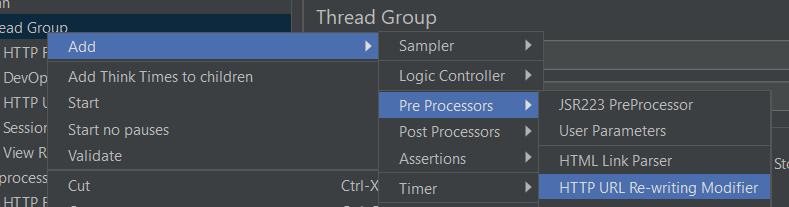 an
ead Group
HTTP F
DevOp
HTTP U
Session
View R
process
HTTP F
Thread Group
Add
Add Think Times to children
Start
Start no pauses
Validate
Cut Ctrl-X
Sampler
Logic Controller
Pre Processors
Post Processors
Assertions
Timer
JSR223 PreProcessor
User Parameters
HTML Link Parser
HTTP URL Re-writing Modifier
Sto